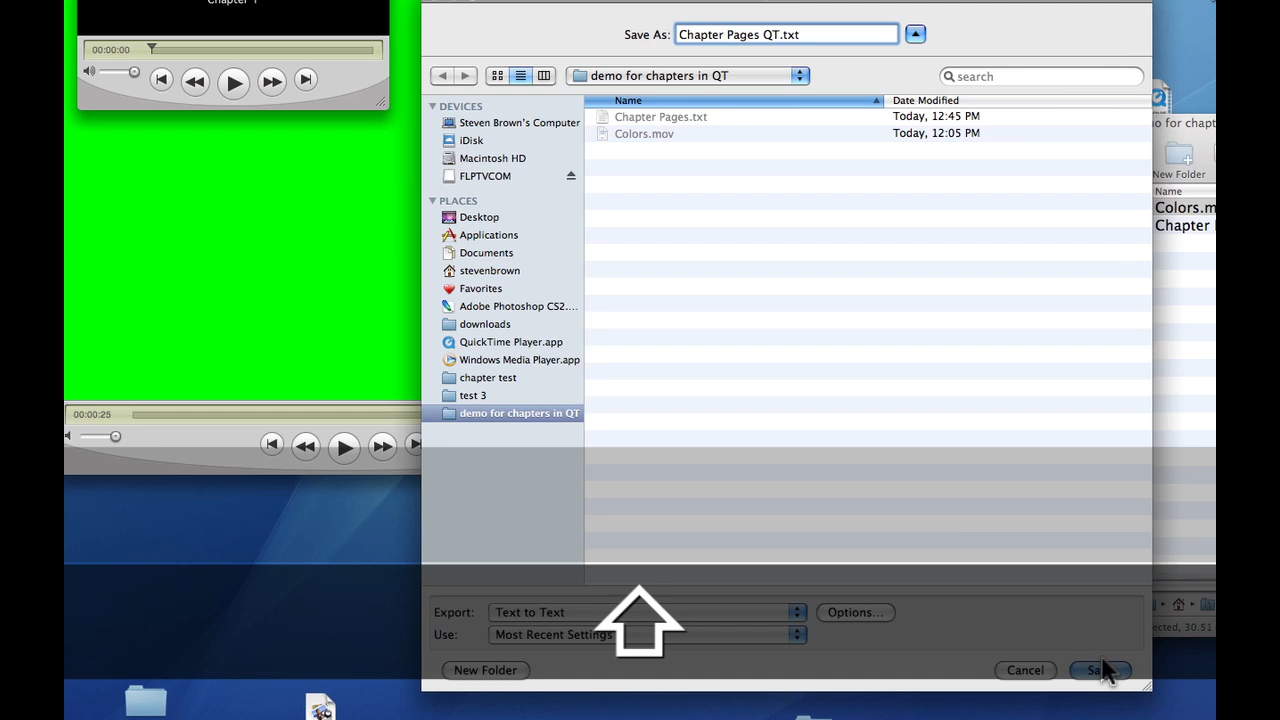 Chapter 1
Save As: Chapter Pages QT.txt
00:00:00
demo for chapters in QT
search
DEVICES
Name
Date Modified
Steven Brown's Computer
Chapter Pages.txt
Today, 12:45 PM
iDisk
Colors.mov
Today, 12:05 PM
Macintosh HD
FLPTVCOM
New Folder
Name
PLACES
Colors.m
Desktop
Chapter
Applications
Documents
stevenbrown
Favorites
Adobe Photoshop CS2....
downloads
QuickTime Player.app
Windows Media Player.app
chapter test
test 3
demo for chapters in QT
00:00:25
Export: Text to Text
Options...
Use: Most Recent Settings
ected, 30.51
New Folder
Cancel